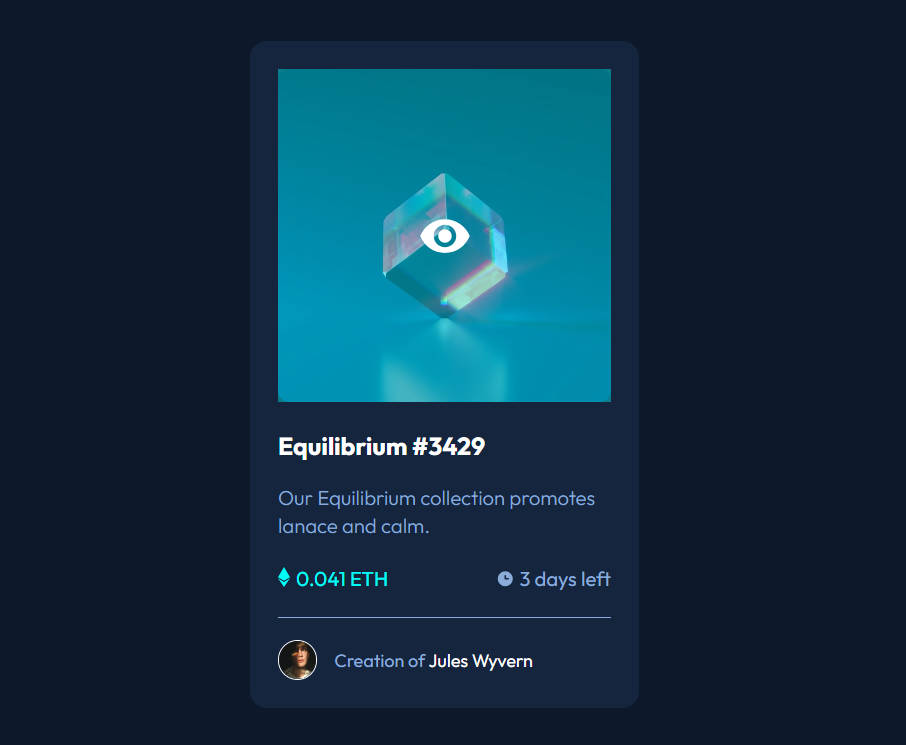 Equilibrium #3429
Our Equilibrium collection promotes
lanace and calm.
0.041 ETH
3 days left
Creation of Jules Wyvern